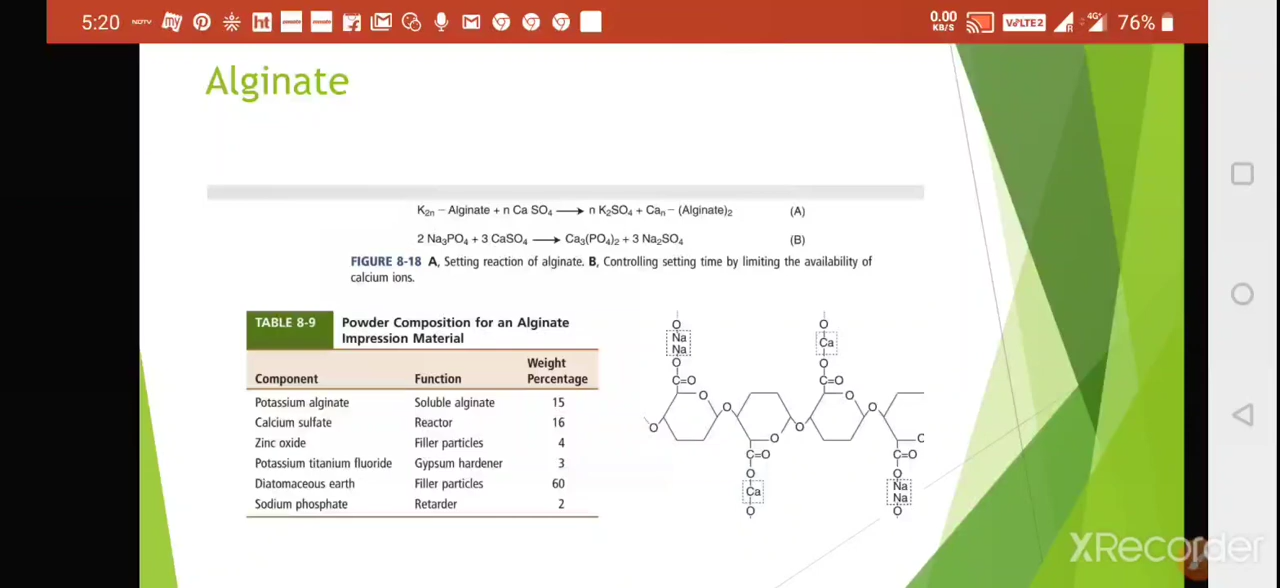 5:20 NDTV my ht 0.00 KB/S VoLTE2 R 4G+ 76%
Alginate
K2n – Alginate + n Ca SO4 ⟶ n K2SO4 + Can – (Alginate)2 (A)
2 Na3PO4 + 3 CaSO4 ⟶ Ca3(PO4)2 + 3 Na2SO4 (B)
FIGURE 8-18 A, Setting reaction of alginate. B, Controlling setting time by limiting the availability of
calcium ions.
TABLE 8-9 Powder Composition for an Alginate
Impression Material
Component Function Weight
Percentage
Potassium alginate Soluble alginate 15
Calcium sulfate Reactor 16
Zinc oxide Filler particles 4
Potassium titanium fluoride Gypsum hardener 3
Diatomaceous earth Filler particles 60
Sodium phosphate Retarder 2
O O
Na Ca
Na
O O
C=O C=O
O O
O O
O O
O O
C=O C=O
O O
Ca Na
Na
O O
XRecorder